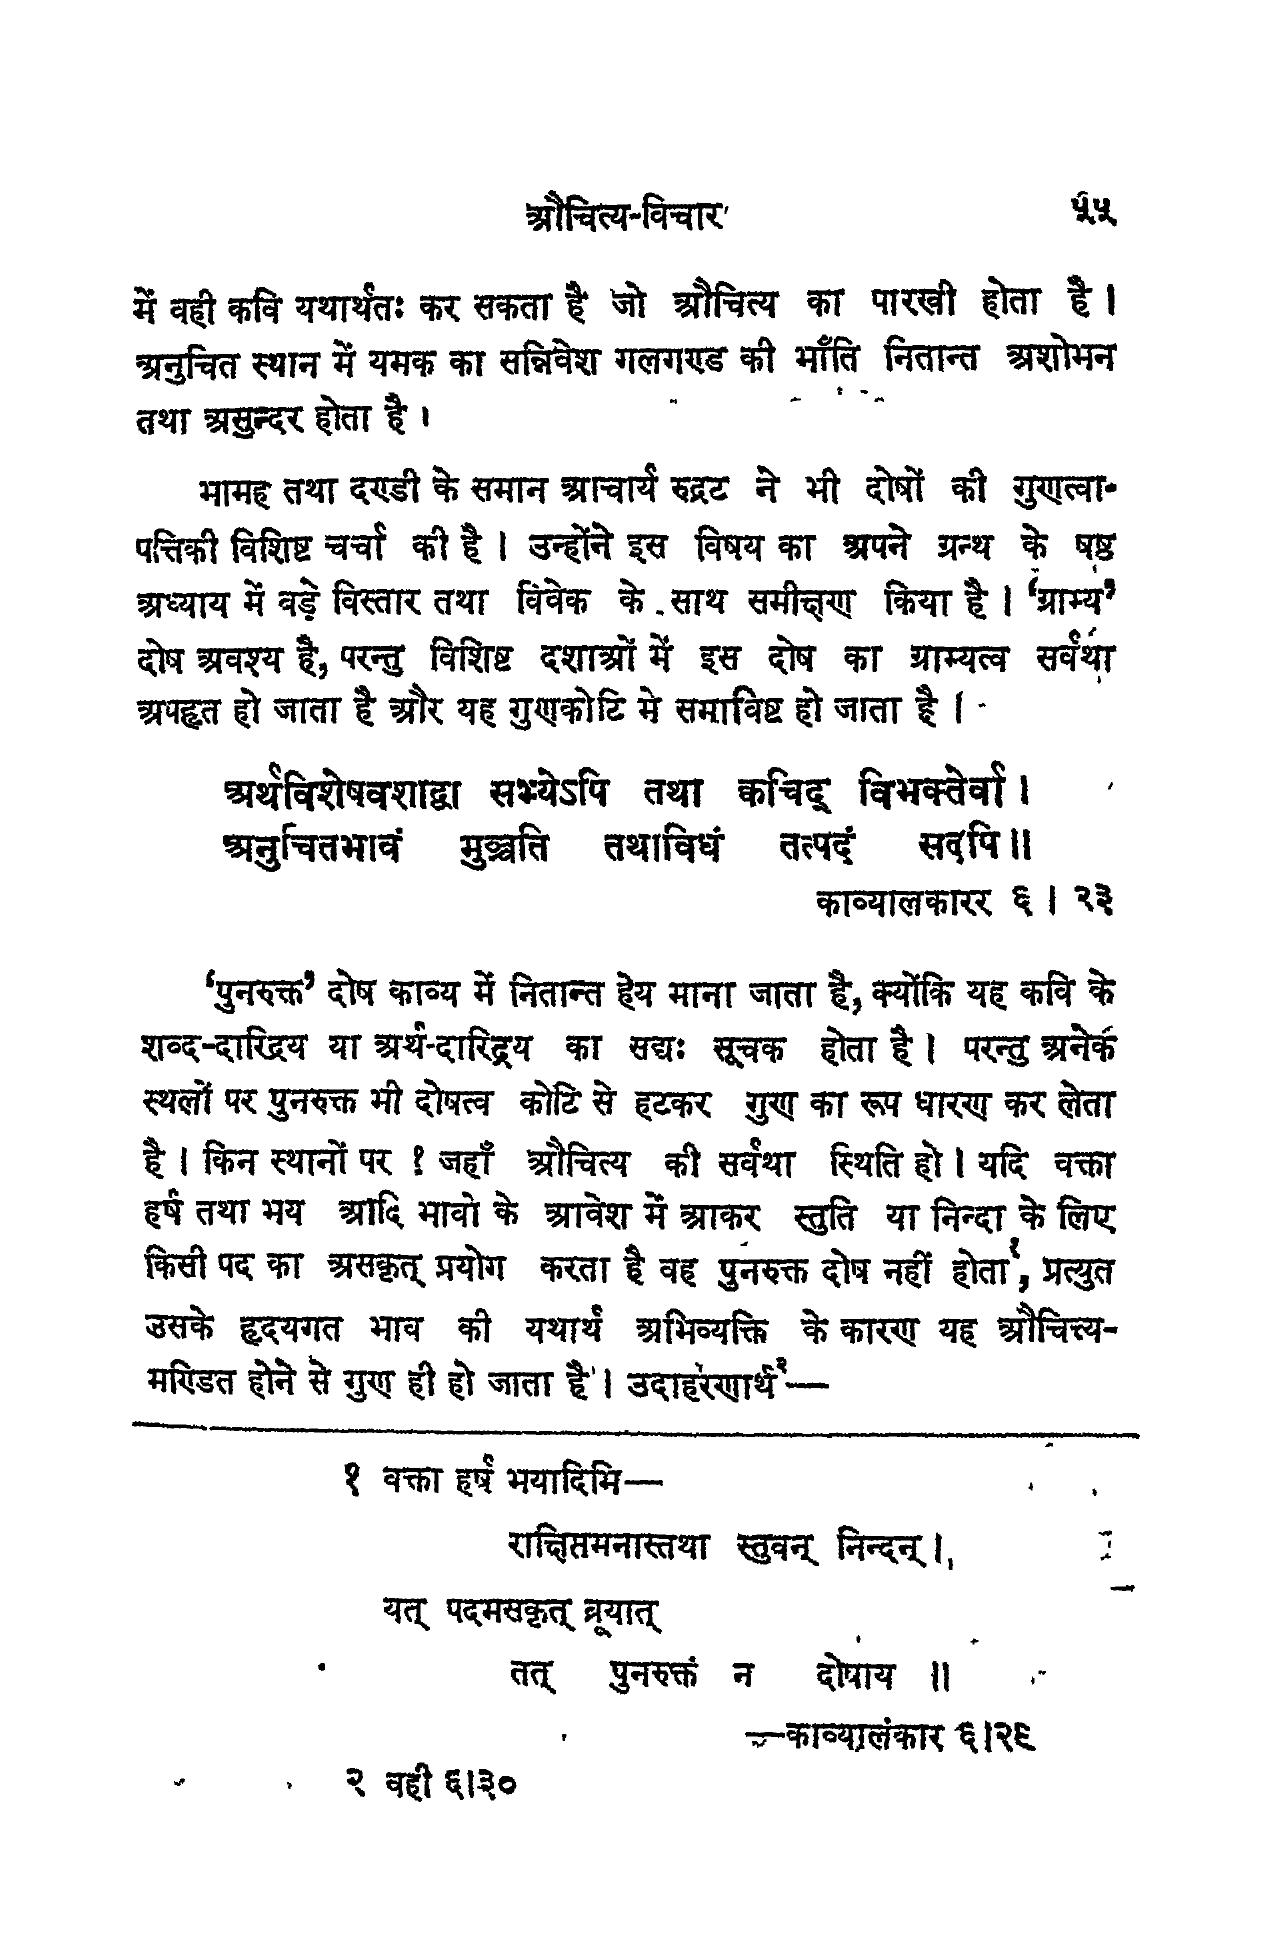 औचित्य-विचार ५५
में वही कवि यथार्थतः कर सकता है जो औचित्य का पारखी होता है।
अनुचित स्थान में यमक का सन्निवेश गलगण्ड की भाँति नितान्त अशोभन
तथा असुन्दर होता है।
भामह तथा दण्डी के समान आचार्य रुद्रट ने भी दोषों की गुणत्वा-
पत्तिकी विशिष्ट चर्चा की है। उन्होंने इस विषय का अपने ग्रन्थ के षष्ठ
अध्याय में बड़े विस्तार तथा विवेक के साथ समीक्षण किया है। ‘ग्राम्य’
दोष अवश्य है, परन्तु विशिष्ट दशाओं में इस दोष का ग्राम्यत्व सर्वथा
अपहृत हो जाता है और यह गुणकोटि मे समाविष्ट हो जाता है।
अर्थविशेषवशाद्वा सभ्येऽपि तथा कचिद् विभक्तेर्वा।
अनुचितभावं मुञ्चति तथाविधं तत्पदं सदपि॥
काव्यालकारर ६।२३
‘पुनरुक्त’ दोष काव्य में नितान्त हेय माना जाता है, क्योंकि यह कवि के
शब्द-दारिद्रय या अर्थ-दारिद्र्य का सद्यः सूचक होता है। परन्तु अनेक
स्थलों पर पुनरुक्त भी दोषत्व कोटि से हटकर गुण का रूप धारण कर लेता
है। किन स्थानों पर ? जहाँ औचित्य की सर्वथा स्थिति हो। यदि वक्ता
हर्ष तथा भय आदि भावो के आवेश में आकर स्तुति या निन्दा के लिए
किसी पद का असकृत् प्रयोग करता है वह पुनरुक्त दोष नहीं होता१, प्रत्युत
उसके हृदयगत भाव की यथार्थ अभिव्यक्ति के कारण यह औचित्त्य-
मण्डित होने से गुण ही हो जाता है। उदाहरणार्थ२—
१ वक्ता हर्ष भयादिमि—
राक्षिप्तमनास्तथा स्तुवन् निन्दन्।
यत् पदमसकृत् ब्रूयात्
तत् पुनरुक्तं न दोषाय ॥
—काव्यालंकार ६।२९
२ वही ६।३०